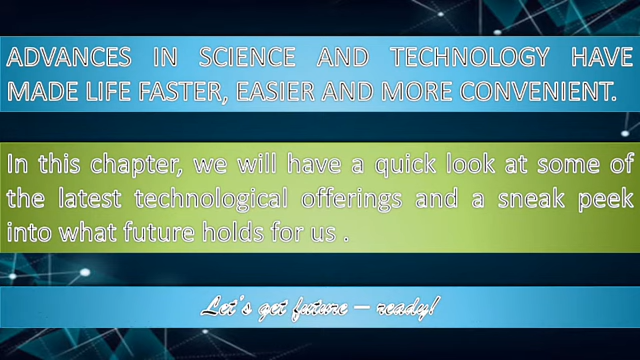 ADVANCES IN SCIENCE AND TECHNOLOGY HAVE
MADE LIFE FASTER, EASIER AND MORE CONVENIENT.
In this chapter, we will have a quick look at some of
the latest technological offerings and a sneak peek
into what future holds for us .
Let's get future – ready!